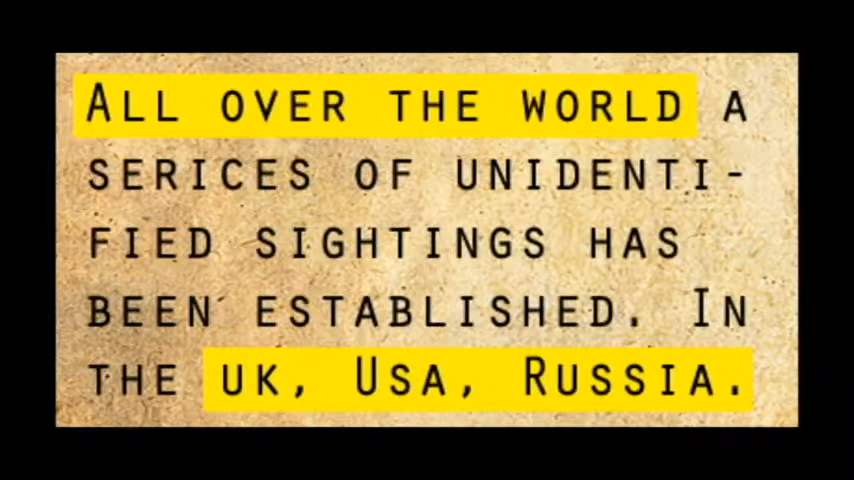 All over the world a
serices of unidenti-
fied sightings has
been established. In
the uk, Usa, Russia.